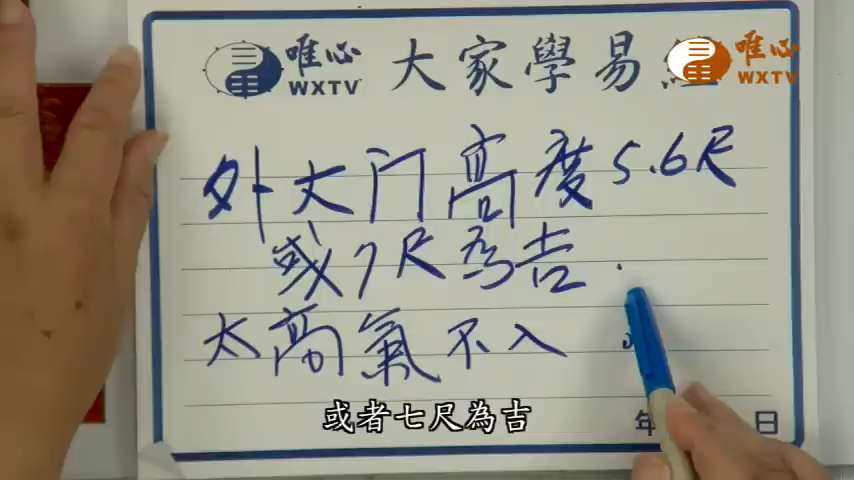 唯心 WXTV 大家學易 唯心 WXTV
外大门高度5.6尺
或7尺為吉.
太高氣不入
或者七尺為吉
年 日